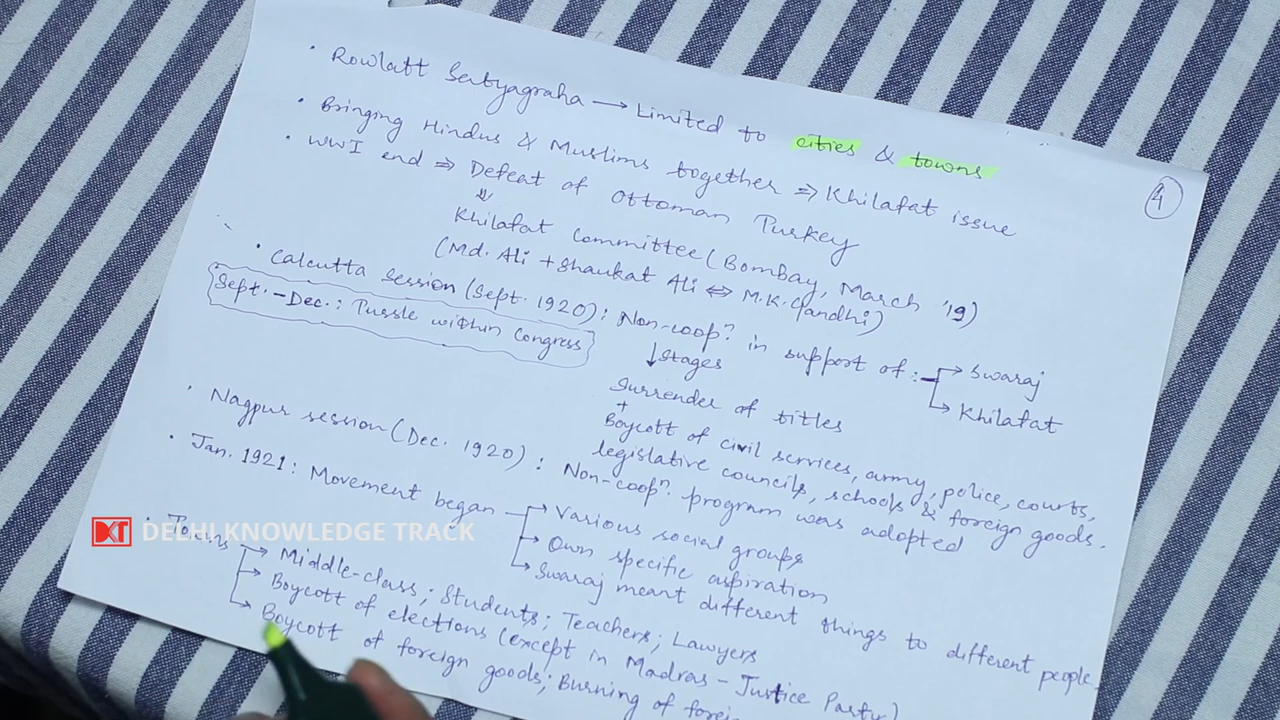 4
• Rowlatt Satyagraha → Limited to cities & towns
• Bringing Hindus & Muslims together ⇒ Khilafat issue
• WWI end ⇒ Defeat of Ottoman Turkey
⇓
Khilafat Committee (Bombay, March '19)
(Md. Ali + Shaukat Ali ⇔ M.K. Gandhi)
• Calcutta session (Sept. 1920): Non-coopn. in support of: → Swaraj
→ Khilafat
Sept. - Dec.: Tussle within Congress
↓ stages
Surrender of titles
+
Boycott of civil services, army, police, courts,
legislative councils, schools & foreign goods.
• Nagpur session (Dec. 1920): Non-coopn. program was adopted
• Jan. 1921: Movement began → Various social groups
→ Own specific aspiration
→ Swaraj meant different things to different people.
• Towns → Middle-class; Students; Teachers; Lawyers
→ Boycott of elections (except in Madras - Justice Party)
→ Boycott of foreign goods; Burning of
DKT DELHI KNOWLEDGE TRACK